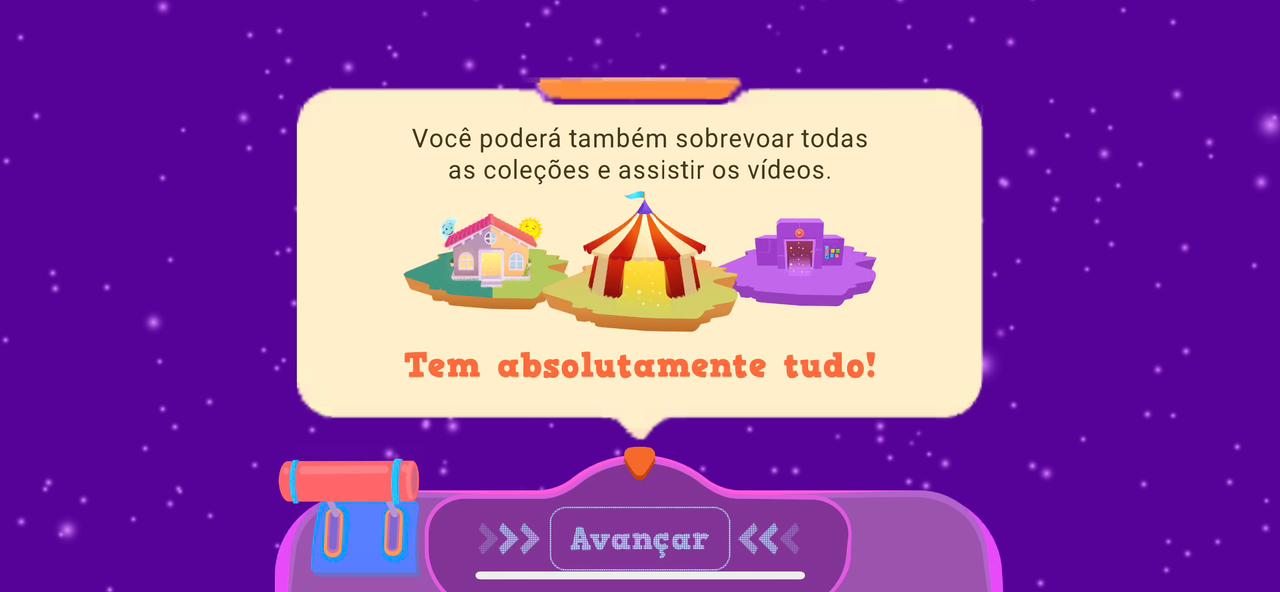 Você poderá também sobrevoar todas
as coleções e assistir os vídeos.
Tem absolutamente tudo!
Avançar